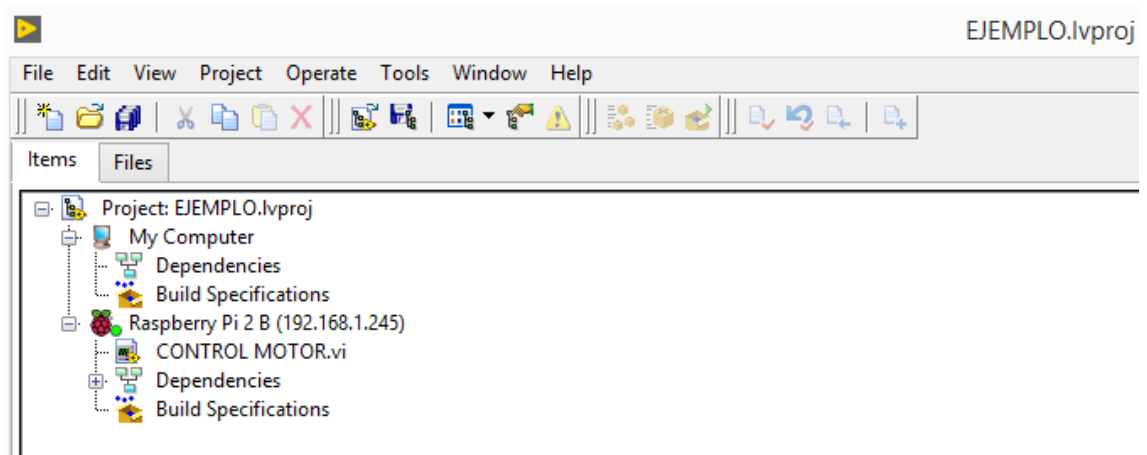 EJEMPLO.lvproj
File Edit View Project Operate Tools Window Help
Items Files
Project: EJEMPLO.lvproj
My Computer
Dependencies
Build Specifications
Raspberry Pi 2 B (192.168.1.245)
CONTROL MOTOR.vi
Dependencies
Build Specifications